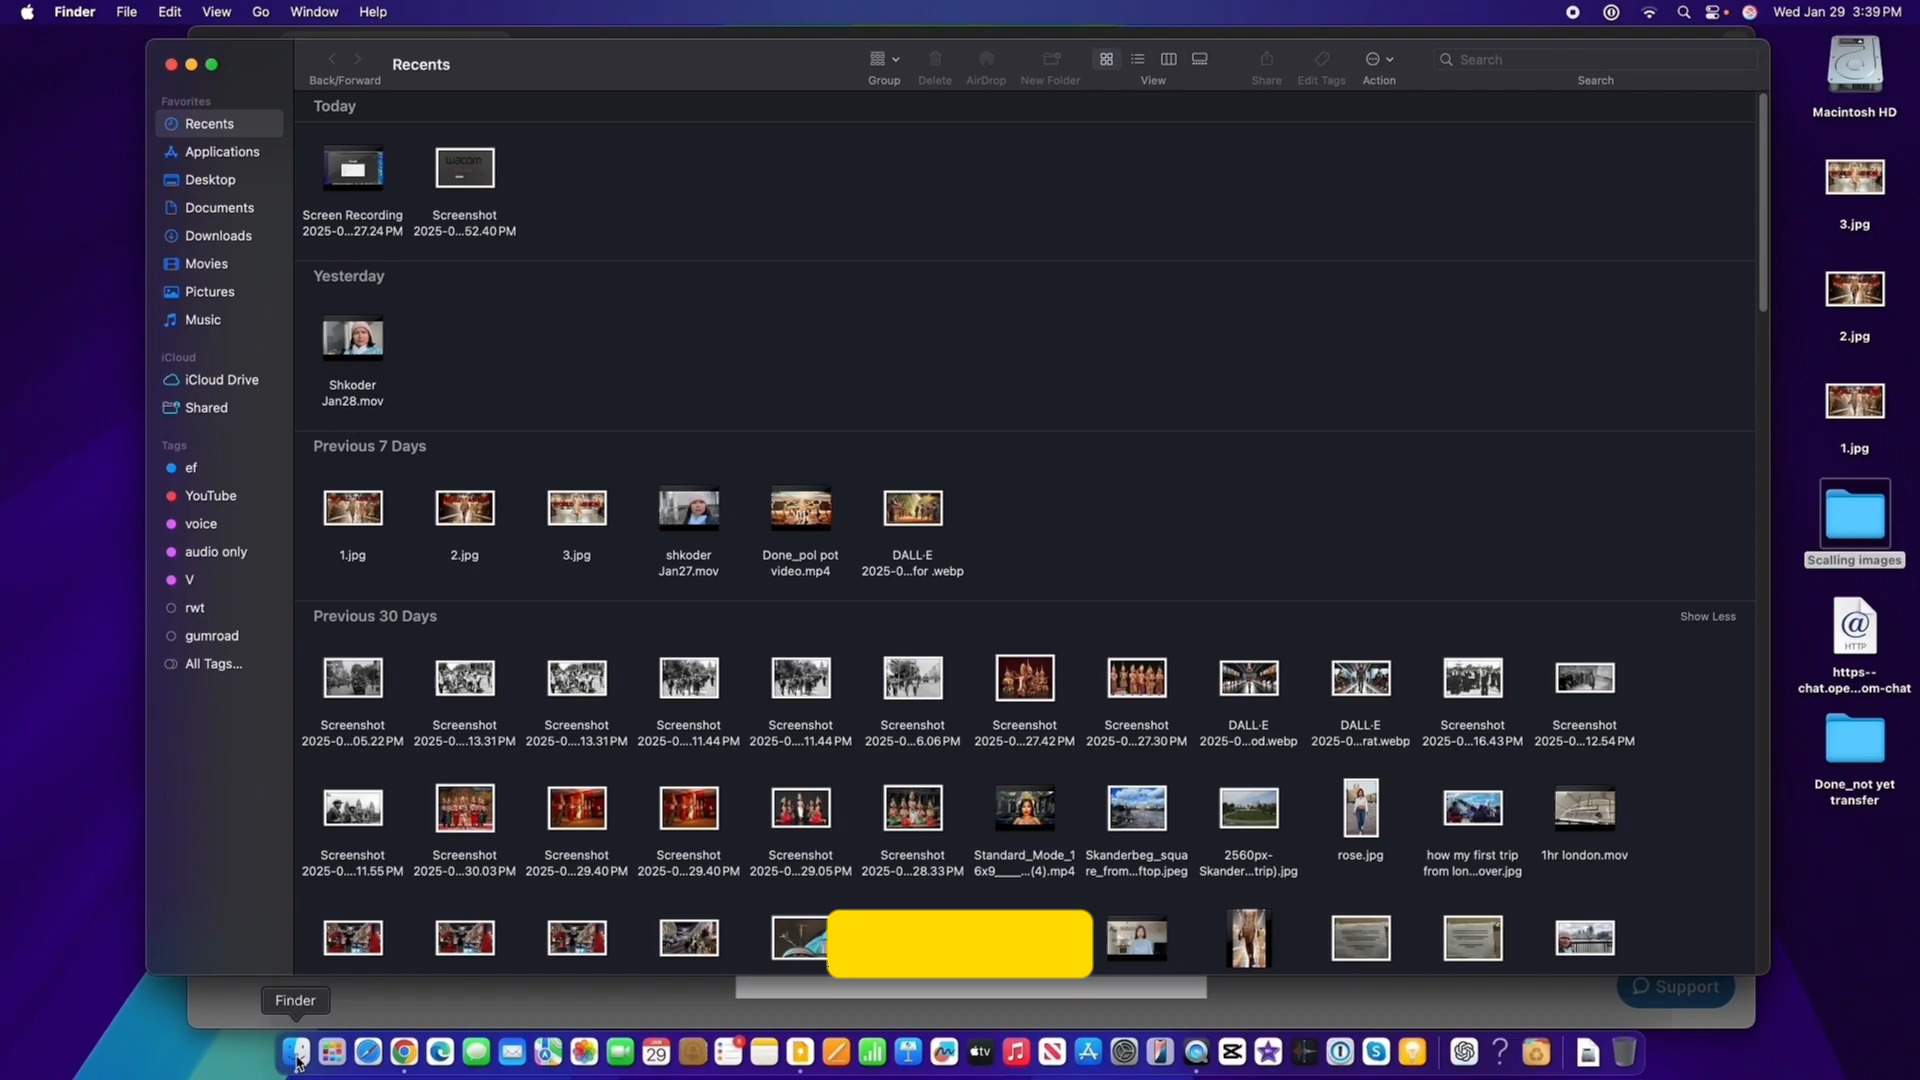 Finder File Edit View Go Window Help
Wed Jan 29 3:39 PM
Back/Forward
Recents
Group
Delete
AirDrop
New Folder
View
Share
Edit Tags
Action
Search
Search
Favorites
Recents
Applications
Desktop
Documents
Downloads
Movies
Pictures
Music
iCloud
iCloud Drive
Shared
Tags
ef
YouTube
voice
audio only
V
rwt
gumroad
All Tags...
Today
wacom
Screen Recording
2025-0...27.24 PM
Screenshot
2025-0...52.40 PM
Yesterday
Shkoder
Jan28.mov
Previous 7 Days
1.jpg
2.jpg
3.jpg
shkoder
Jan27.mov
Done_pol pot
video.mp4
DALL·E
2025-0...for .webp
Previous 30 Days
Show Less
Screenshot
2025-0....05.22 PM
Screenshot
2025-0....13.31 PM
Screenshot
2025-0....13.31 PM
Screenshot
2025-0....11.44 PM
Screenshot
2025-0....11.44 PM
Screenshot
2025-0...6.06 PM
Screenshot
2025-0...27.42 PM
Screenshot
2025-0...27.30 PM
DALL·E
2025-0...od.webp
DALL·E
2025-0...rat.webp
Screenshot
2025-0...16.43 PM
Screenshot
2025-0...12.54 PM
Screenshot
2025-0....11.55 PM
Screenshot
2025-0...30.03 PM
Screenshot
2025-0...29.40 PM
Screenshot
2025-0...29.40 PM
Screenshot
2025-0...29.05 PM
Screenshot
2025-0...28.33 PM
Standard_Mode_1
6x9____...(4).mp4
Skanderbeg_squa
re_from...ftop.jpeg
2560px-
Skander...trip).jpg
rose.jpg
how my first trip
from lon...over.jpg
1hr london.mov
Macintosh HD
3.jpg
2.jpg
1.jpg
Scalling images
@
HTTP
https--
chat.ope...om-chat
Done_not yet
transfer
Support
Finder
JAN
29
tv